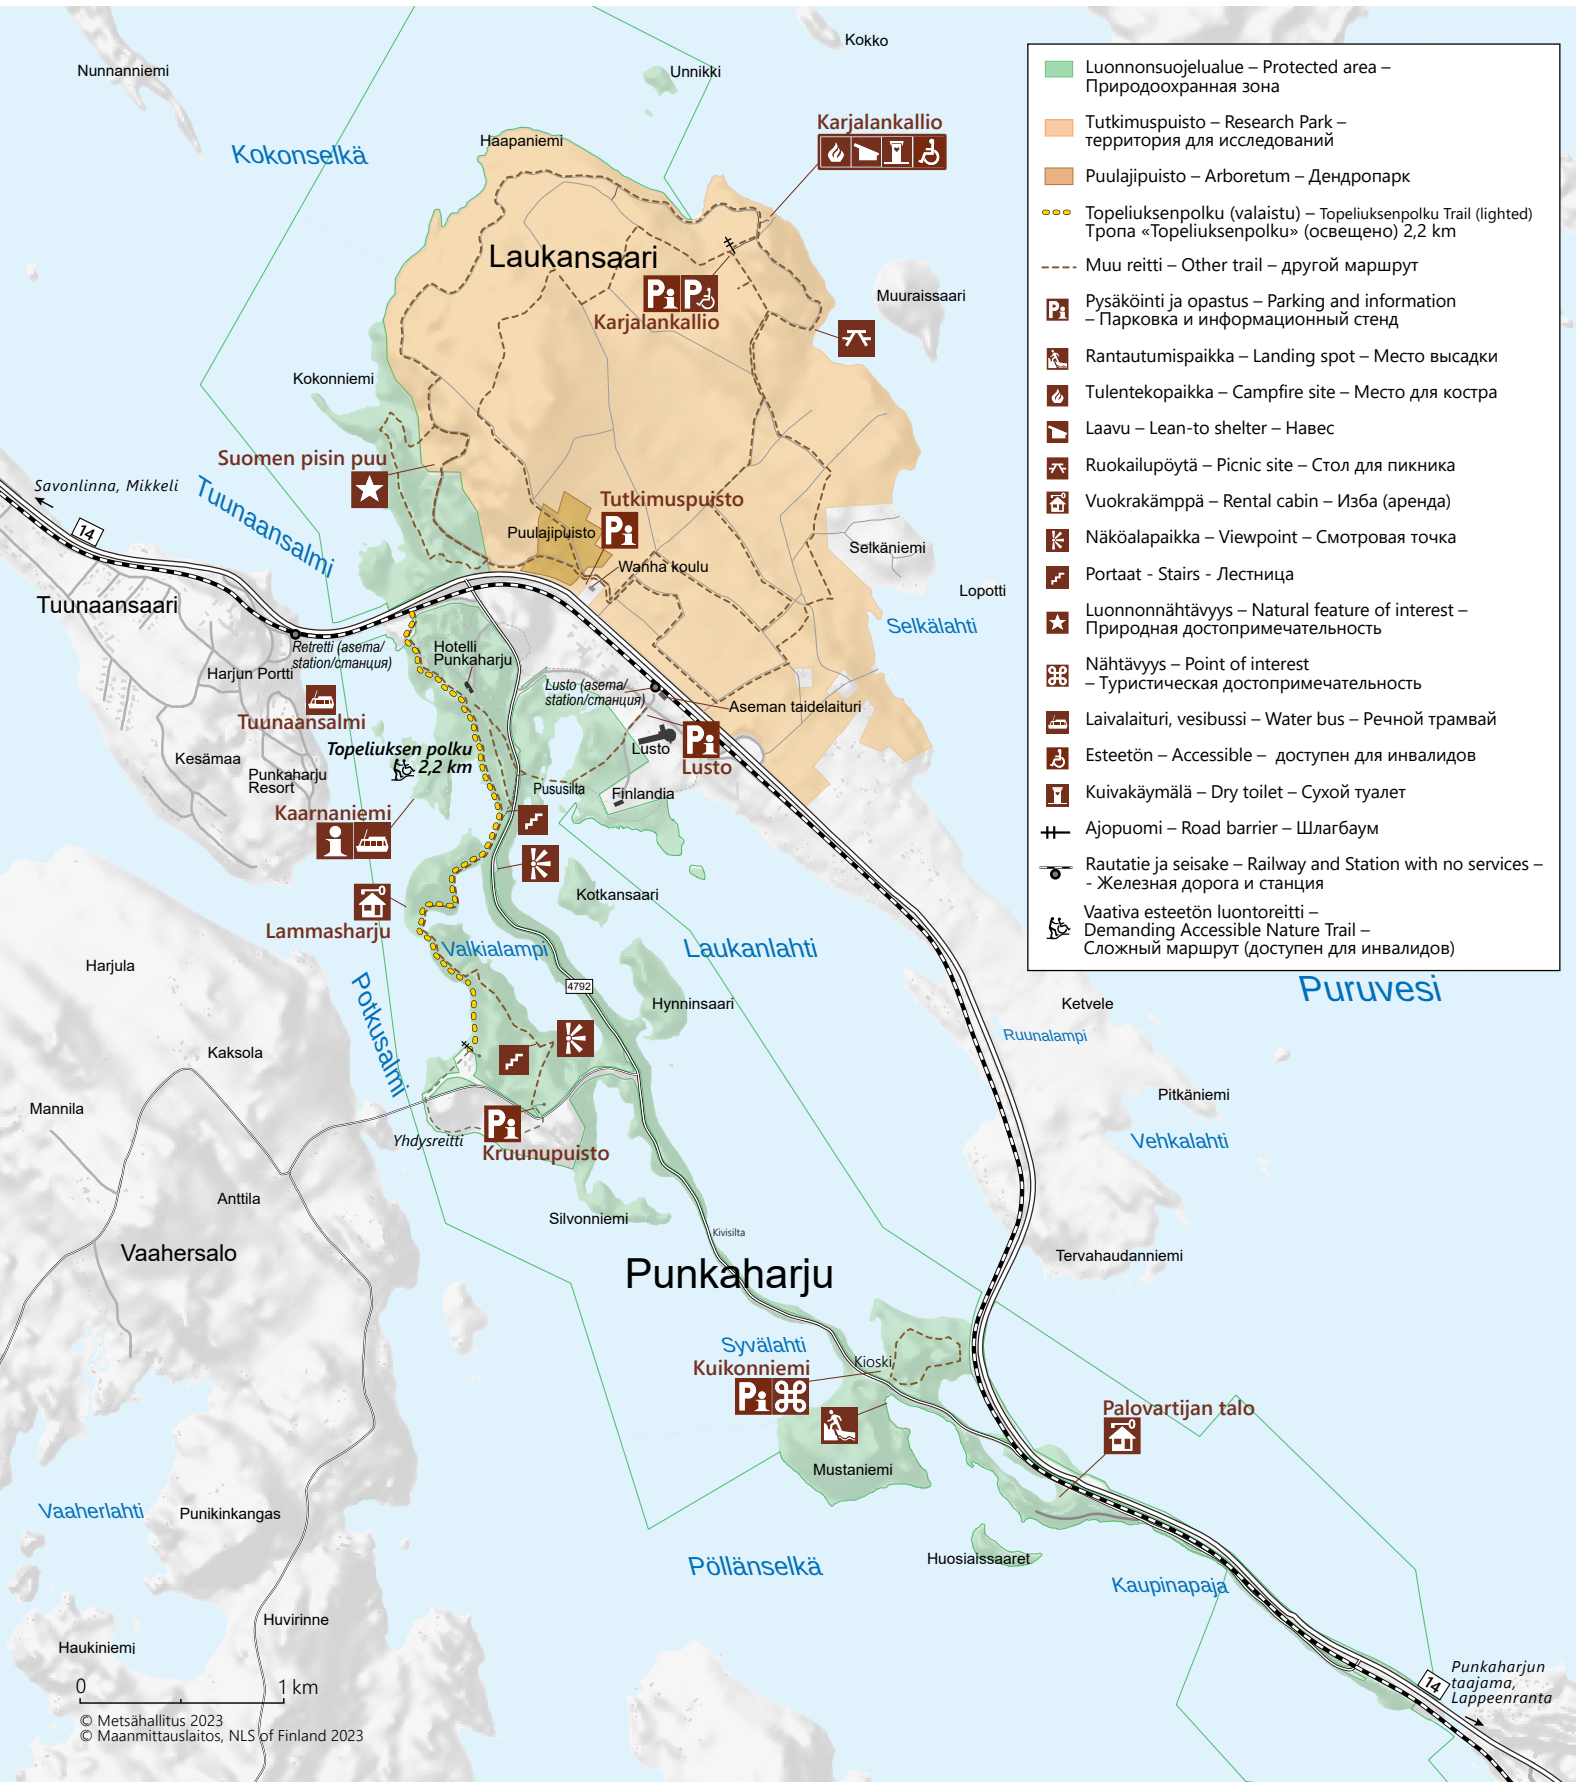 Kokko
Nunnanniemi
Unnikki
Karjalankallio
Haapaniemi
Kokonselkä
Laukansaari
Muuraissaari
Karjalankallio
Kokonniemi
Suomen pisin puu
Savonlinna, Mikkeli
Tuunaansalmi
14
Tutkimuspuisto
Puulajipuisto
Wanha koulu
Selkäniemi
Lopotti
Tuunaansaari
Selkälahti
Retretti (asema/
station/станция)
Hotelli
Punkaharju
Harjun Portti
Lusto (asema/
station/станция)
Aseman taidelaituri
Tuunaansalmi
Topeliuksen polku
2,2 km
Lusto
Lusto
Kesämaa
Punkaharju
Resort
Pususilta
Finlandia
Kaarnaniemi
Kotkansaari
Lammasharju
Valkialampi
Laukanlahti
Harjula
Potkusalmi
4792
Hynninsaari
Puruvesi
Ketvele
Ruunalampi
Kaksola
Pitkäniemi
Mannila
Vehkalahti
Yhdysreitti
Kruunupuisto
Anttila
Silvonniemi
Kivisilta
Vaahersalo
Tervahaudanniemi
Punkaharju
Syvälahti
Kioski
Kuikonniemi
Palovartijan talo
Mustaniemi
Vaaherlahti
Punikinkangas
Huosiaissaaret
Pöllänselkä
Kaupinapaja
Huvirinne
Haukiniemi
Punkaharjun
taajama,
Lappeenranta
14
0 1 km
© Metsähallitus 2023
© Maanmittauslaitos, NLS of Finland 2023
Luonnonsuojelualue – Protected area –
Природоохранная зона
Tutkimuspuisto – Research Park –
территория для исследований
Puulajipuisto – Arboretum – Дендропарк
Topeliuksenpolku (valaistu) – Topeliuksenpolku Trail (lighted)
Тропа «Topeliuksenpolku» (освещено) 2,2 km
Muu reitti – Other trail – другой маршрут
Pysäköinti ja opastus – Parking and information
– Парковка и информационный стенд
Rantautumispaikka – Landing spot – Место высадки
Tulentekopaikka – Campfire site – Место для костра
Laavu – Lean-to shelter – Навес
Ruokailupöytä – Picnic site – Стол для пикника
Vuokrakämppä – Rental cabin – Изба (аренда)
Näköalapaikka – Viewpoint – Смотровая точка
Portaat - Stairs - Лестница
Luonnonnähtävyys – Natural feature of interest –
Природная достопримечательность
Nähtävyys – Point of interest
– Туристическая достопримечательность
Laivalaituri, vesibussi – Water bus – Речной трамвай
Esteetön – Accessible – доступен для инвалидов
Kuivakäymälä – Dry toilet – Сухой туалет
Ajopuomi – Road barrier – Шлагбаум
Rautatie ja seisake – Railway and Station with no services –
- Железная дорога и станция
Vaativa esteetön luontoreitti –
Demanding Accessible Nature Trail –
Сложный маршрут (доступен для инвалидов)